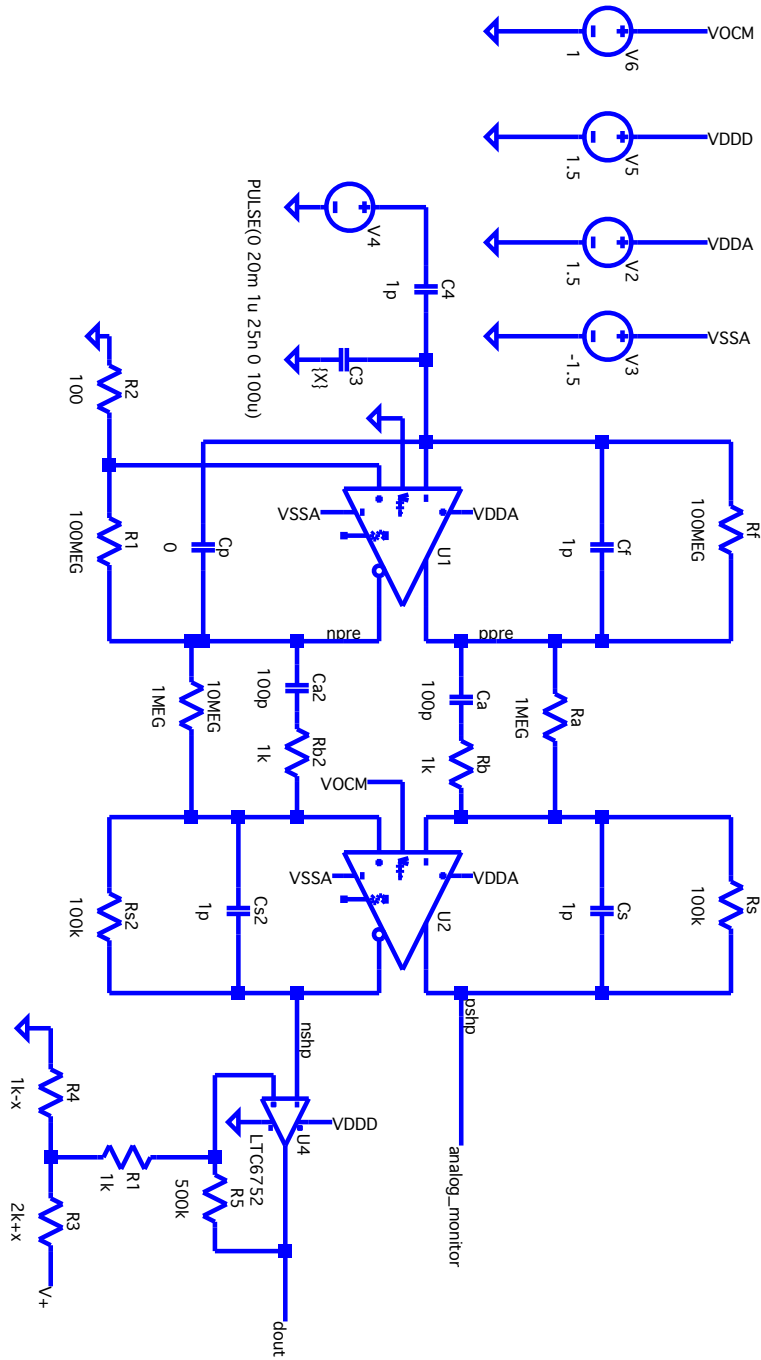 VOCM
V6
1
VDDD
V5
1.5
VDDA
V2
1.5
VSSA
V3
-1.5
V4
PULSE(0 20m 1u 25n 0 100u)
C4
1p
C3
{X}
R2
100
R1
100MEG
Cp
0
VSSA
VDDA
U1
Cf
1p
Rf
100MEG
npre
ppre
10MEG
1MEG
Ca2
100p
Rb2
1k
Ca
100p
Rb
1k
Ra
1MEG
VOCM
VSSA
VDDA
U2
Rs2
100k
Cs2
1p
Cs
1p
Rs
100k
nshp
pshp
analog_monitor
VDDD
U4
LTC6752
R5
500k
R1
1k
R4
1k-x
R3
2k+x
V+
dout